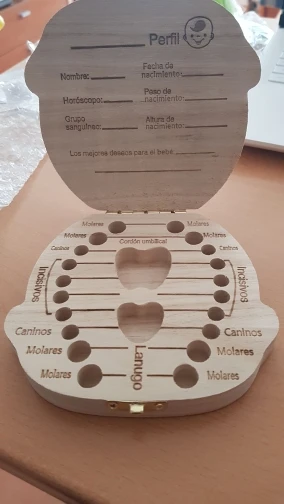 Perfil
Nombre:
Fecha de nacimiento:
Horóscopo:
Peso de nacimiento:
Grupo sanguíneo:
Altura de nacimiento:
Los mejores deseos para el bebé
Molares Molares
Molares Molares
Cordón umbilical
Caninos Caninos
Incisivos Incisivos
Caninos Caninos
Molares Molares
Lanugo
Molares Molares